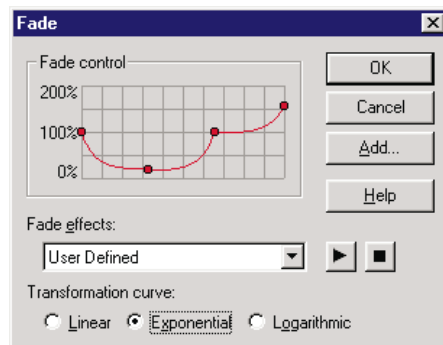 Fade
Fade control
200%
100%
0%
OK
Cancel
Add...
Help
Fade effects:
User Defined
Transformation curve:
Linear Exponential Logarithmic